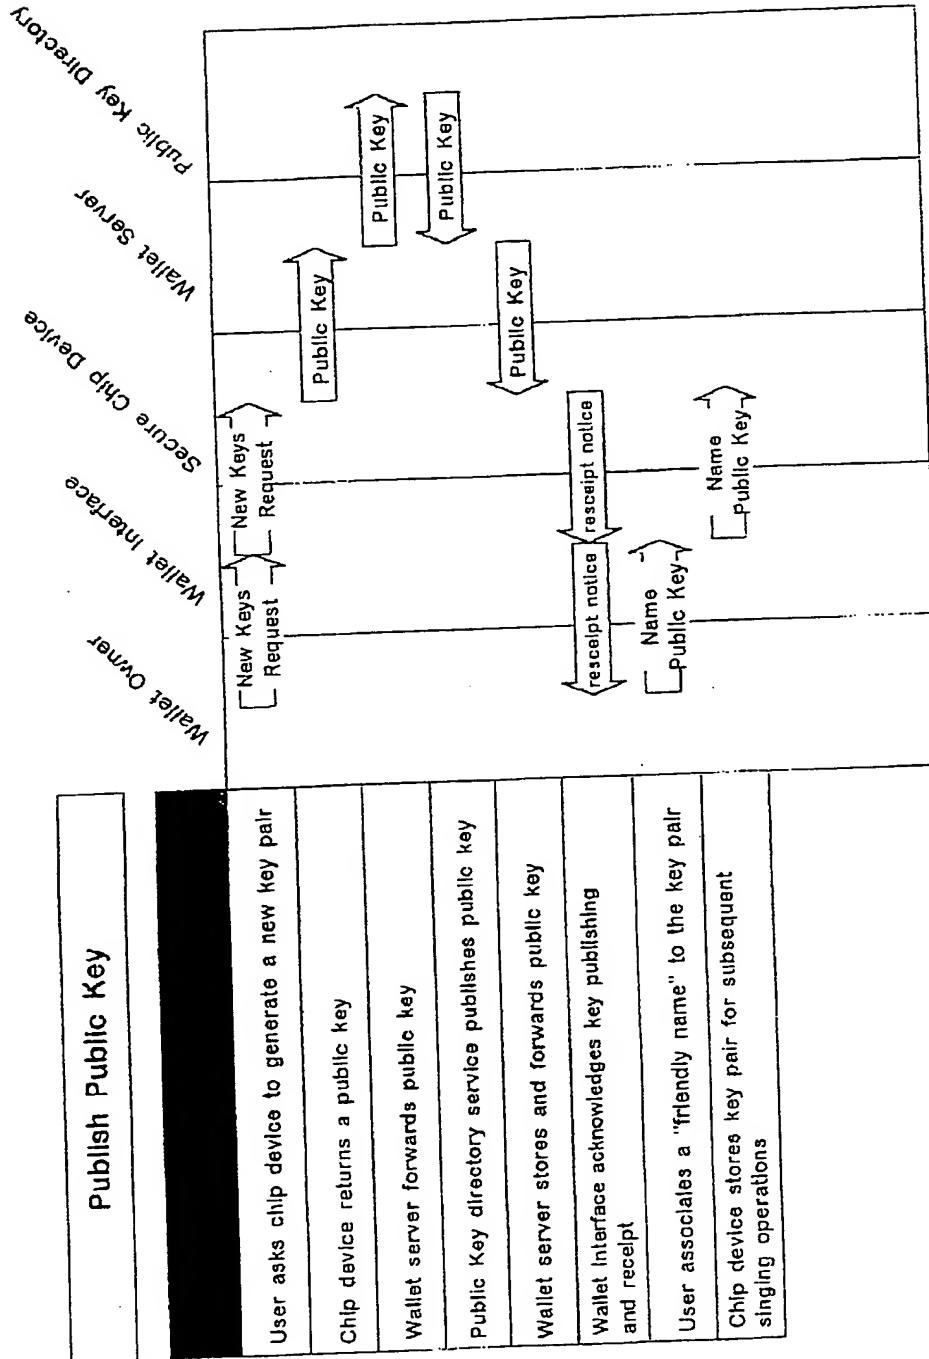 Publish Public Key
Wallet Owner
Wallet Interface
Secure Chip Device
Wallet Server
Public Key Directory
User asks chip device to generate a new key pair
New Keys
Request
New Keys
Request
Chip device returns a public key
Public Key
Wallet server forwards public key
Public Key
Public Key directory service publishes public key
Public Key
Wallet server stores and forwards public key
Public Key
Wallet Interface acknowledges key publishing
and receipt
resceipt notice
resceipt notice
User associales a "friendly name" to the key pair
Name
Public Key
Chip device stores key pair for subsequent
singing operations
Name
Public Key